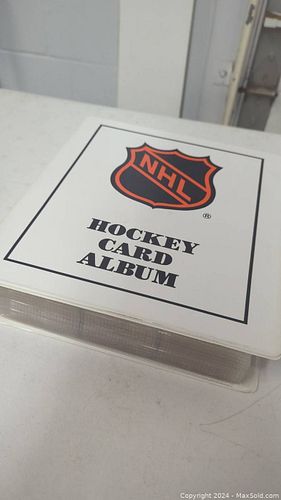 NHL
®
HOCKEY
CARD
ALBUM
Copyright 2024 - MaxSold.com